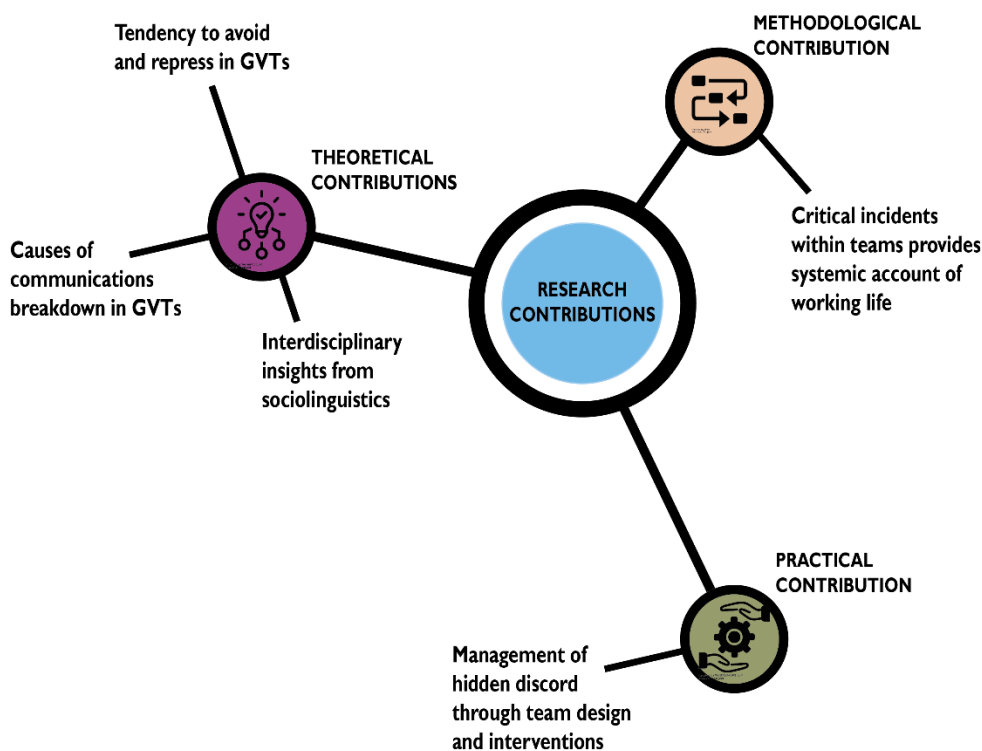 Tendency to avoid
and repress in GVTs
THEORETICAL
CONTRIBUTIONS
Causes of
communications
breakdown in GVTs
Interdisciplinary
insights from
sociolinguistics
RESEARCH
CONTRIBUTIONS
METHODOLOGICAL
CONTRIBUTION
Critical incidents
within teams provides
systemic account of
working life
PRACTICAL
CONTRIBUTION
Management of
hidden discord
through team design
and interventions